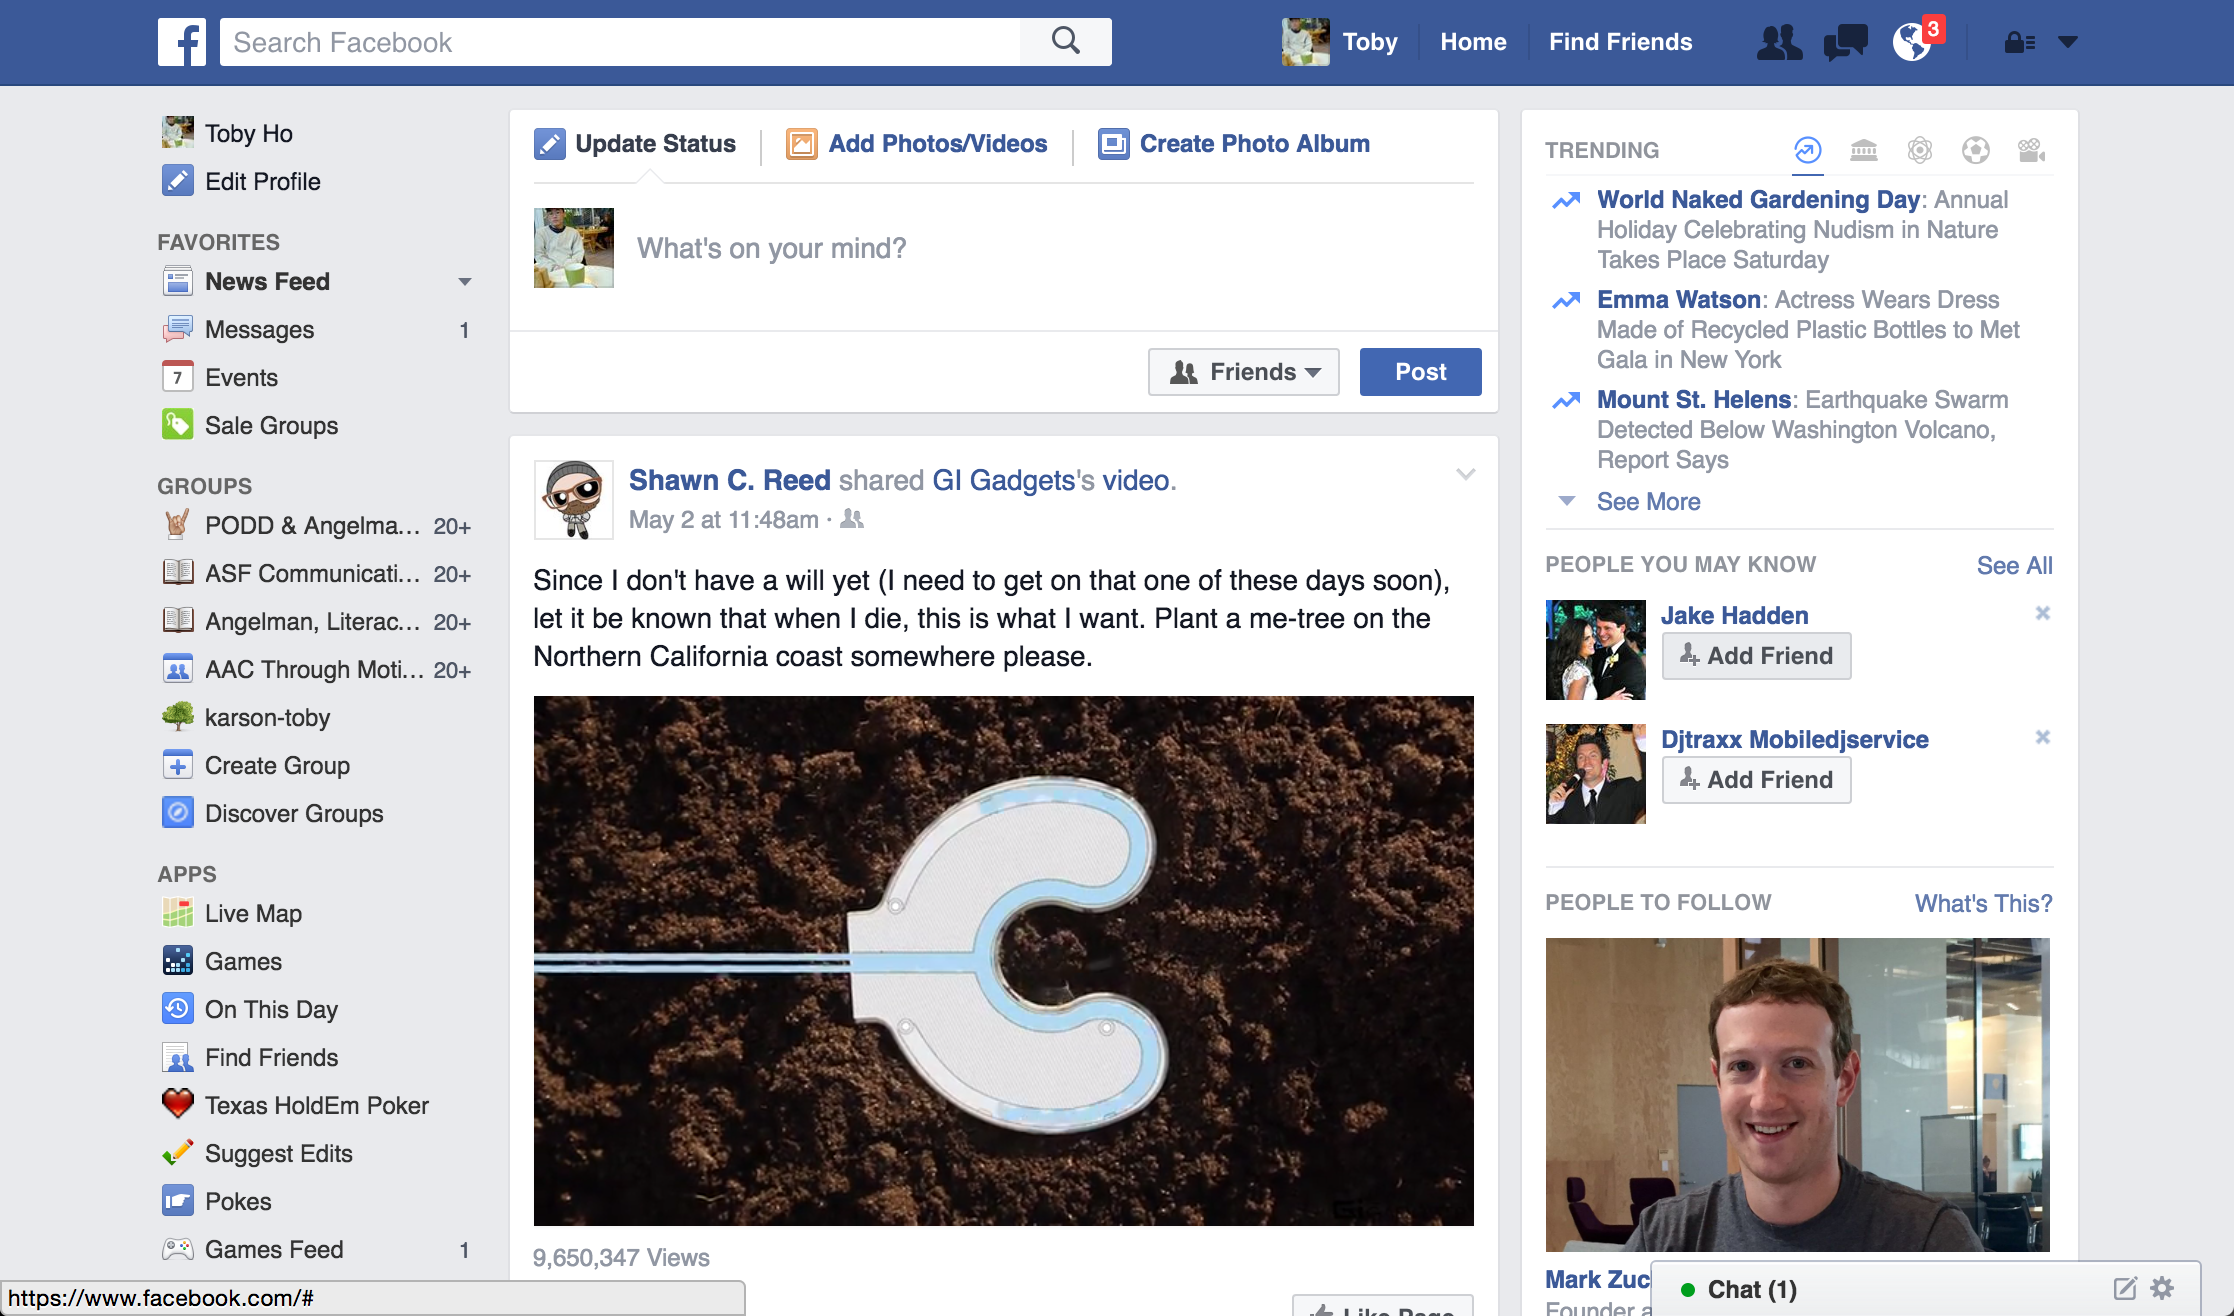 Search Facebook
Toby
Home
Find Friends
3
Toby Ho
Edit Profile
FAVORITES
News Feed
Messages 1
7 Events
Sale Groups
GROUPS
PODD & Angelma... 20+
ASF Communicati... 20+
Angelman, Literac... 20+
AAC Through Moti... 20+
karson-toby
Create Group
Discover Groups
APPS
Live Map
Games
On This Day
Find Friends
Texas HoldEm Poker
Suggest Edits
Pokes
Games Feed 1
https://www.facebook.com/#
Update Status
Add Photos/Videos
Create Photo Album
What's on your mind?
Friends
Post
Shawn C. Reed shared GI Gadgets's video.
May 2 at 11:48am ·
Since I don't have a will yet (I need to get on that one of these days soon),
let it be known that when I die, this is what I want. Plant a me-tree on the
Northern California coast somewhere please.
9,650,347 Views
Like Page
TRENDING
World Naked Gardening Day: Annual
Holiday Celebrating Nudism in Nature
Takes Place Saturday
Emma Watson: Actress Wears Dress
Made of Recycled Plastic Bottles to Met
Gala in New York
Mount St. Helens: Earthquake Swarm
Detected Below Washington Volcano,
Report Says
See More
PEOPLE YOU MAY KNOW
See All
Jake Hadden
Add Friend
Djtraxx Mobiledjservice
Add Friend
PEOPLE TO FOLLOW
What's This?
Mark Zuc
Founder a
Chat (1)